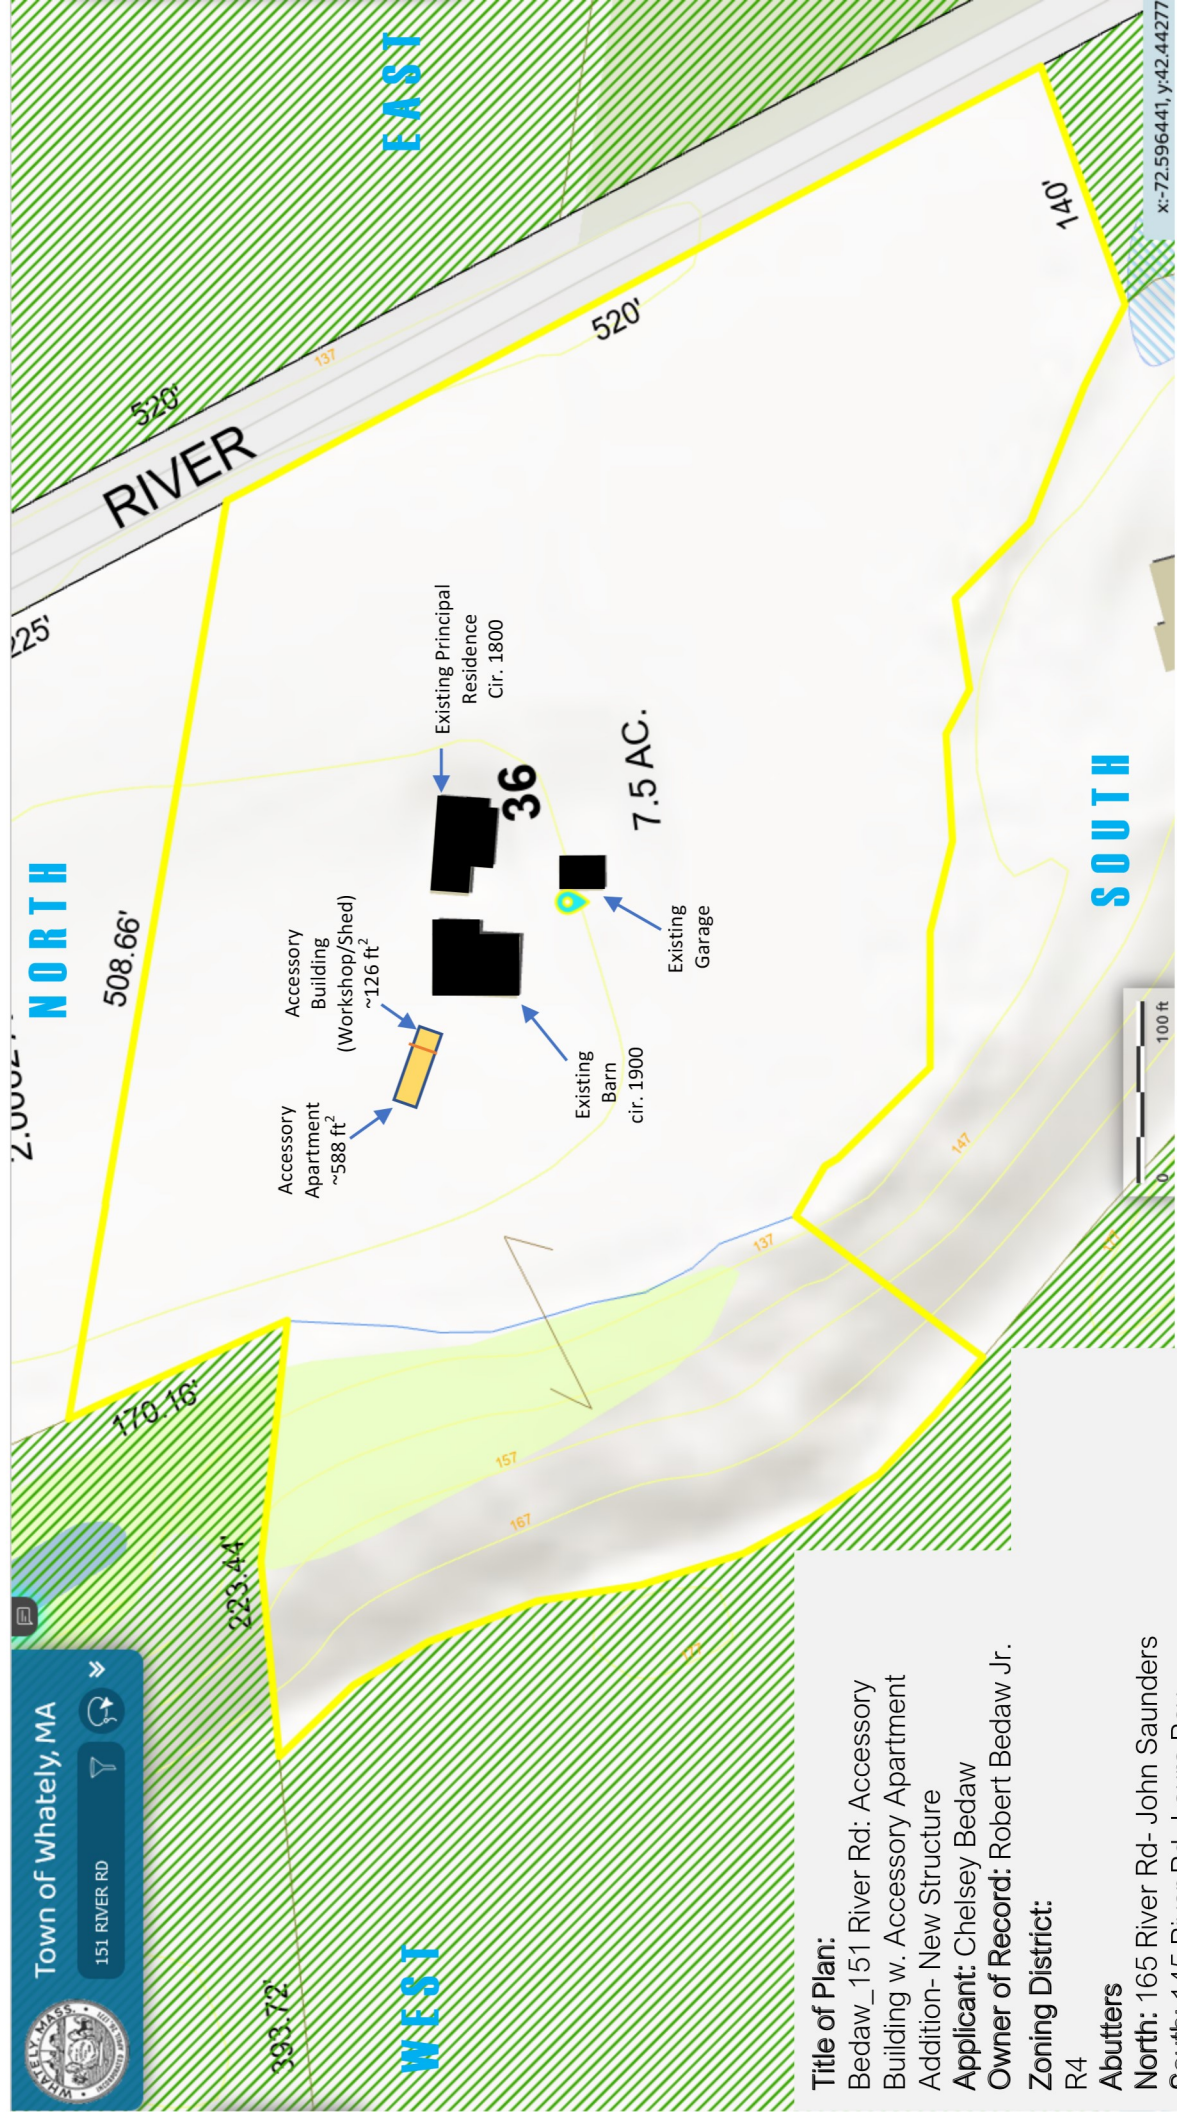 Town of Whately, MA
151 RIVER RD
WHATELY, MASS.
NORTH
508.66'
225'
520'
RIVER
137
EAST
520'
140'
x:-72.596441, y:42.44277
170.16'
223.44'
393.72'
WEST
Accessory
Apartment
~588 ft²
Accessory
Building
(Workshop/Shed)
~126 ft²
Existing Principal
Residence
Cir. 1800
36
7.5 AC.
Existing
Barn
cir. 1900
Existing
Garage
137
147
157
167
177
SOUTH
0
100 ft
Title of Plan:
Bedaw_151 River Rd: Accessory
Building w. Accessory Apartment
Addition- New Structure
Applicant: Chelsey Bedaw
Owner of Record: Robert Bedaw Jr.
Zoning District:
R4
Abutters
North: 165 River Rd- John Saunders